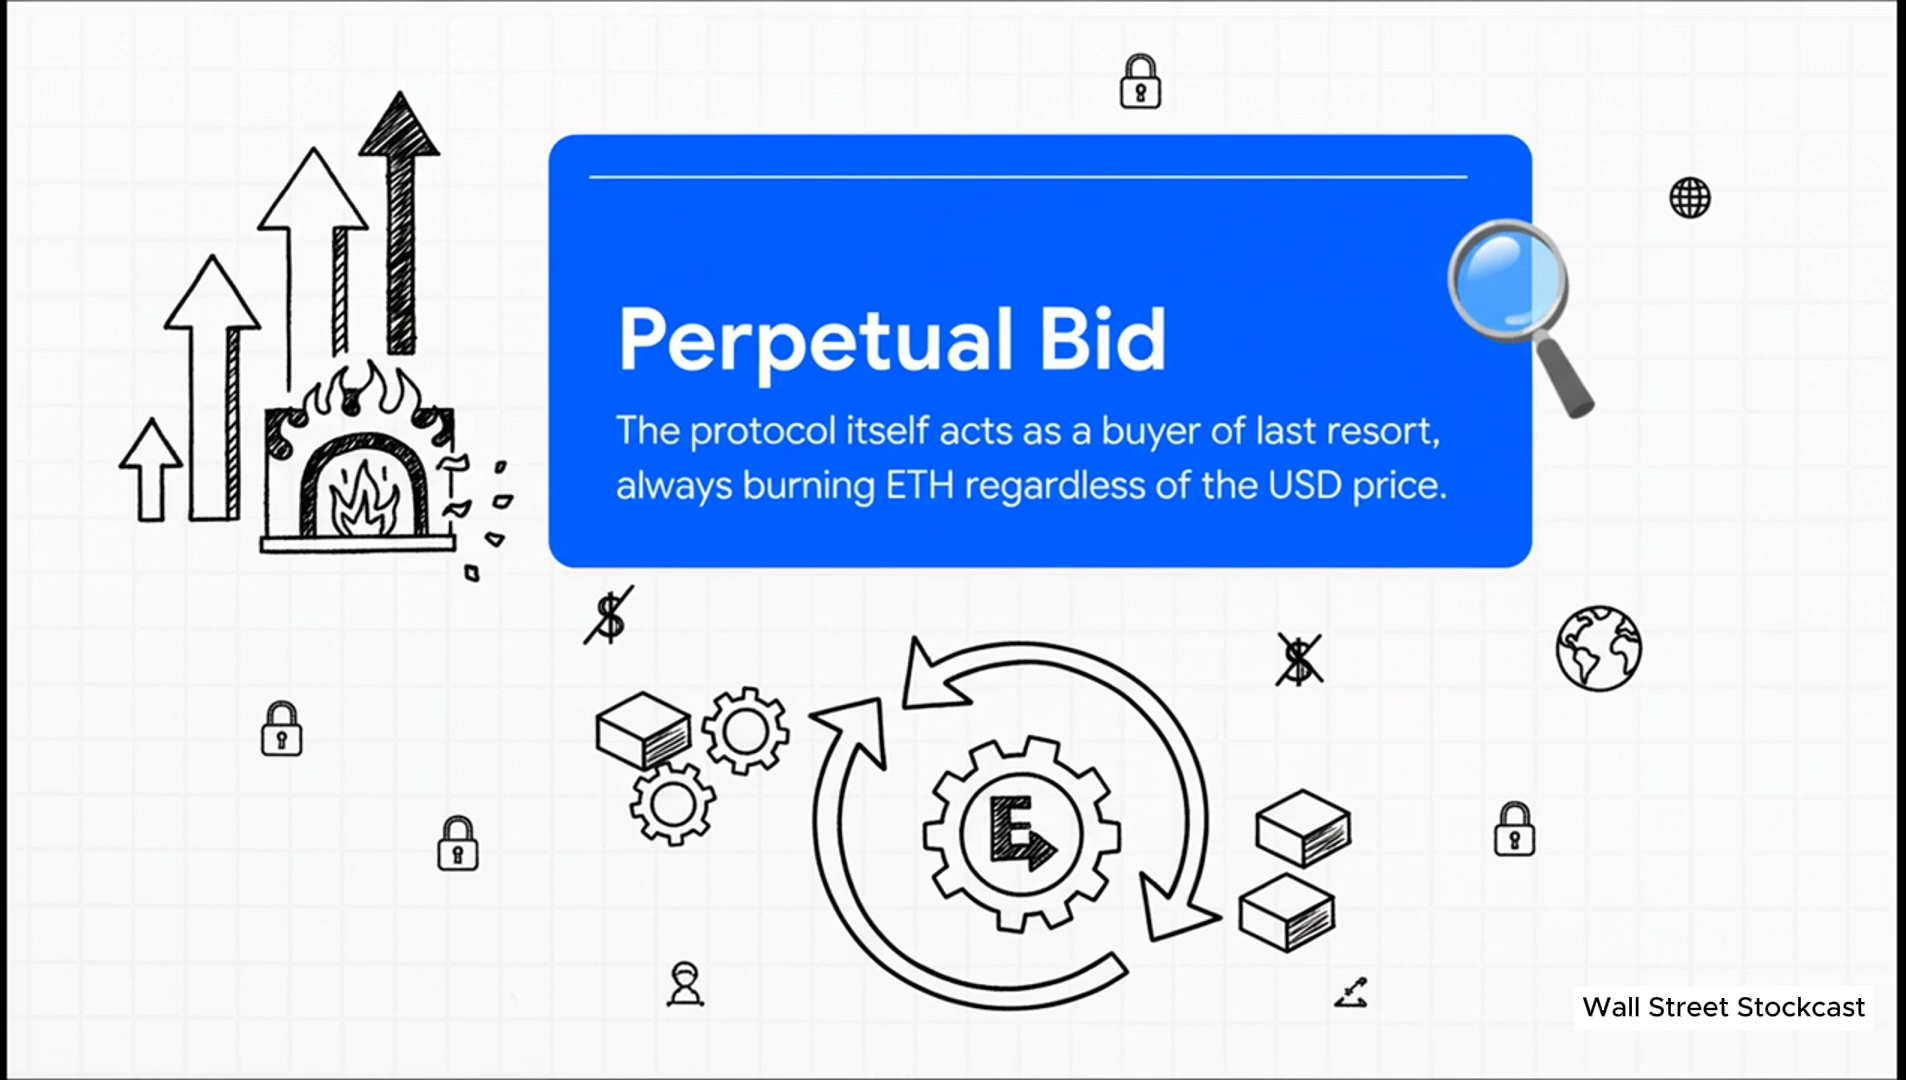 Perpetual Bid
The protocol itself acts as a buyer of last resort,
always burning ETH regardless of the USD price.
$
$
E
Wall Street Stockcast